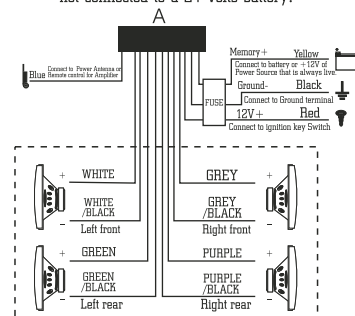 not connected to a 24 volts battery!
A
Memory+ Yellow
Connect to battery or +12V of
Power Source that is always live.
Blue Connect to Power Antenna or
Remote control for Amplifier
Ground- Black
Connect to Ground terminal
FUSE
12V+ Red
Connect to ignition key Switch
+ WHITE GREY +
WHITE
/BLACK
GREY
/BLACK
- -
Left front Right front
+ GREEN PURPLE +
GREEN
/BLACK
PURPLE
/BLACK
- -
Left rear Right rear